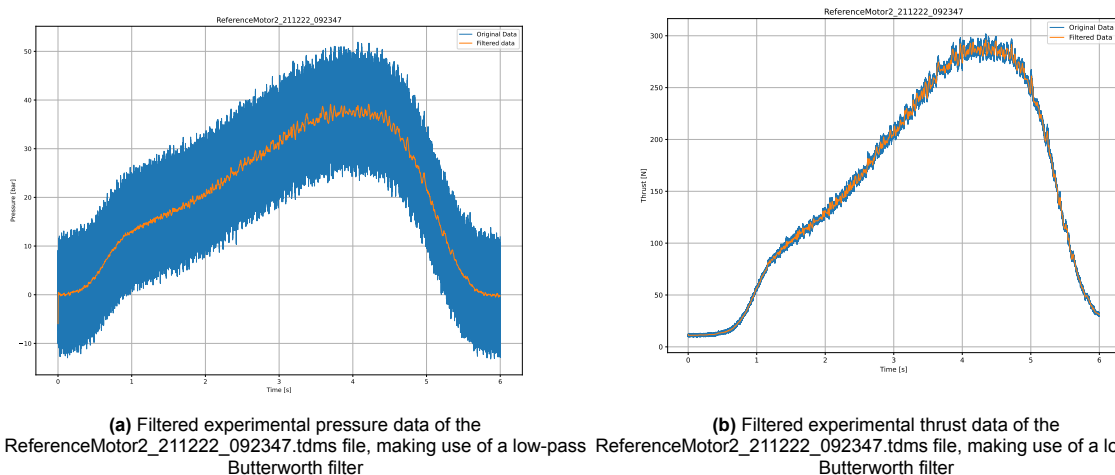 ReferenceMotor2_211222_092347
Original Data
Filtered data
50
40
30
20
10
0
−10
Pressure [bar]
0 1 2 3 4 5 6
Time [s]
(a) Filtered experimental pressure data of the
ReferenceMotor2_211222_092347.tdms file, making use of a low-pass
Butterworth filter
ReferenceMotor2_211222_092347
Original Data
Filtered Data
300
250
200
150
100
50
0
Thrust [N]
0 1 2 3 4 5 6
Time [s]
(b) Filtered experimental thrust data of the
ReferenceMotor2_211222_092347.tdms file, making use of a lo
Butterworth filter